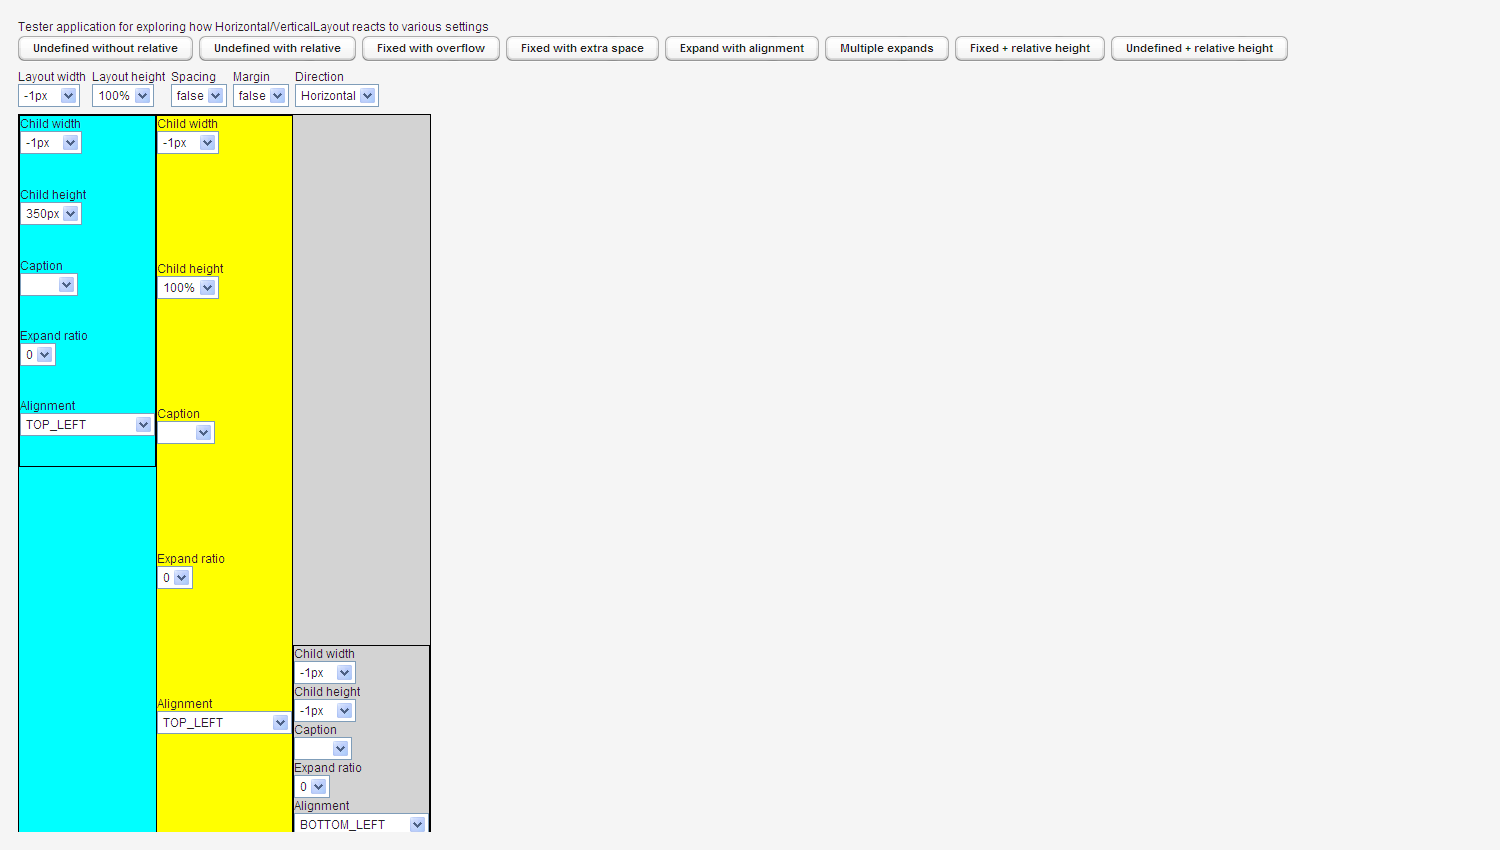 Tester application for exploring how Horizontal/VerticalLayout reacts to various settings
Undefined without relative Undefined with relative Fixed with overflow Fixed with extra space Expand with alignment Multiple expands Fixed + relative height Undefined + relative height
Layout width Layout height Spacing Margin Direction
-1px 100% false false Horizontal
Child width
-1px
Child height
350px
Caption
Expand ratio
0
Alignment
TOP_LEFT
Child width
-1px
Child height
100%
Caption
Expand ratio
0
Alignment
TOP_LEFT
Child width
-1px
Child height
-1px
Caption
Expand ratio
0
Alignment
BOTTOM_LEFT